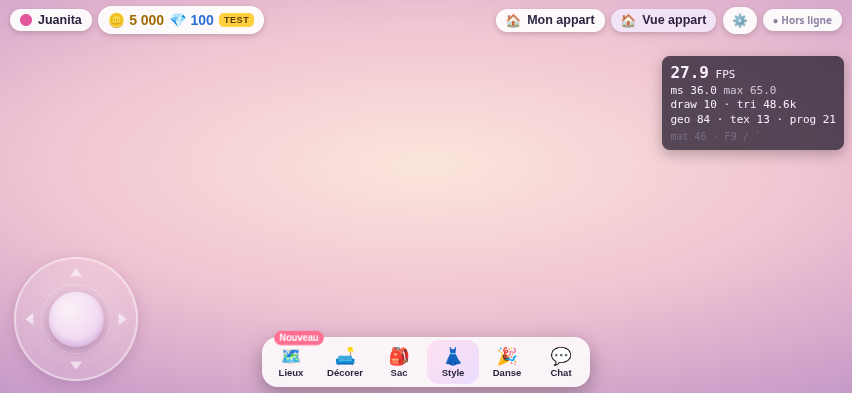 Juanita
5 000 100 TEST
Mon appart
Vue appart
● Hors ligne
27.9 FPS
ms 36.0 max 65.0
draw 10 · tri 48.6k
geo 84 · tex 13 · prog 21
mat 46 · F9 / `
Nouveau
Lieux
Décorer
Sac
Style
Danse
Chat